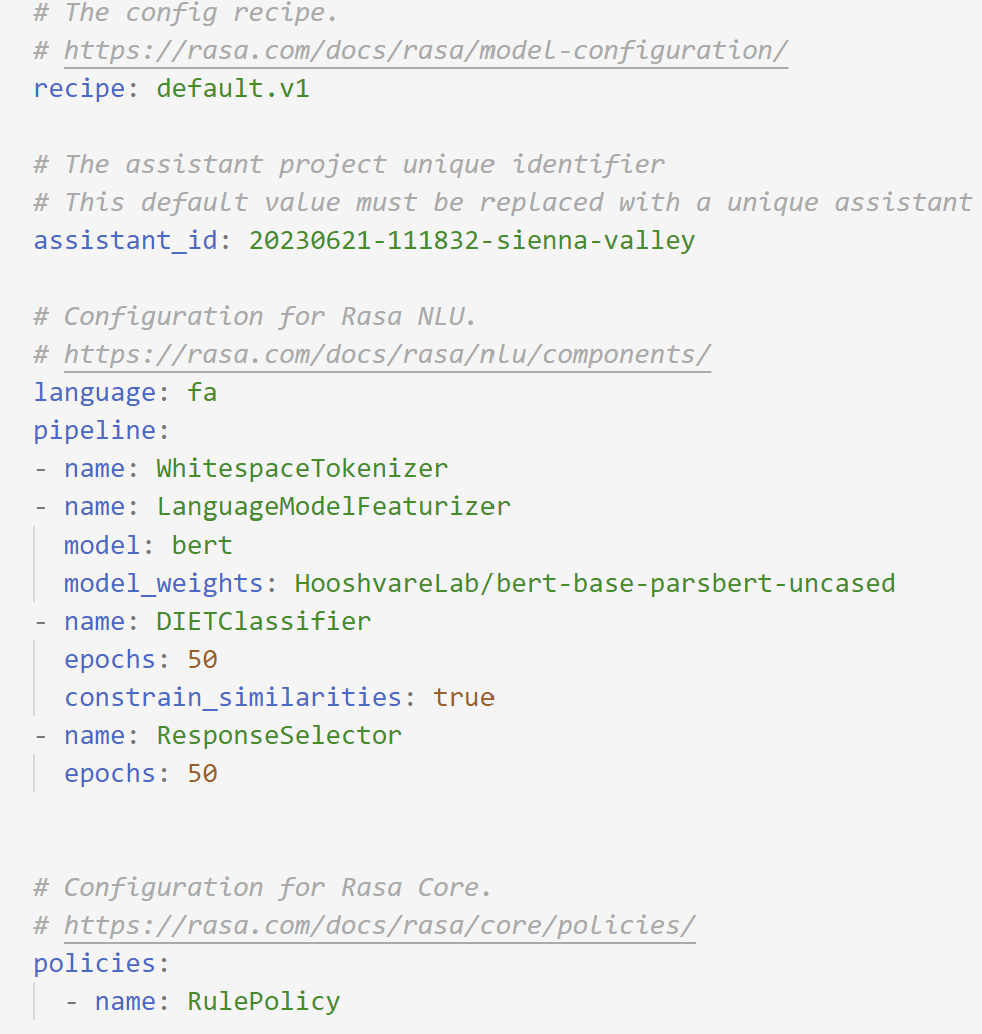 # The config recipe.
# https://rasa.com/docs/rasa/model-configuration/
recipe: default.v1
# The assistant project unique identifier
# This default value must be replaced with a unique assistant
assistant_id: 20230621-111832-sienna-valley
# Configuration for Rasa NLU.
# https://rasa.com/docs/rasa/nlu/components/
language: fa
pipeline:
- name: WhitespaceTokenizer
- name: LanguageModelFeaturizer
  model: bert
  model_weights: HooshvareLab/bert-base-parsbert-uncased
- name: DIETClassifier
  epochs: 50
  constrain_similarities: true
- name: ResponseSelector
  epochs: 50
# Configuration for Rasa Core.
# https://rasa.com/docs/rasa/core/policies/
policies:
  - name: RulePolicy